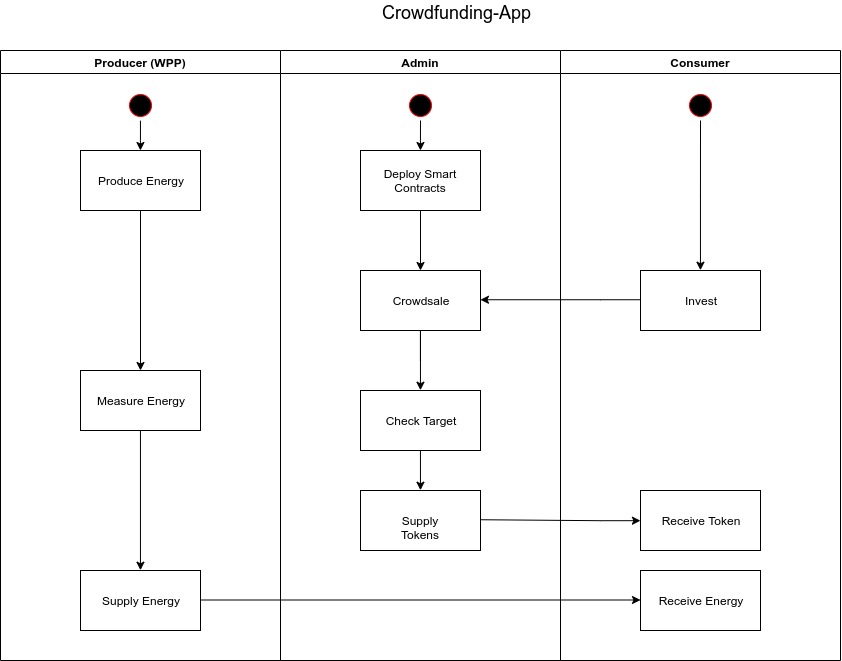 Crowdfunding-App
Producer (WPP)
Admin
Consumer
Produce Energy
Deploy Smart
Contracts
Crowdsale
Invest
Measure Energy
Check Target
Supply
Tokens
Receive Token
Supply Energy
Receive Energy